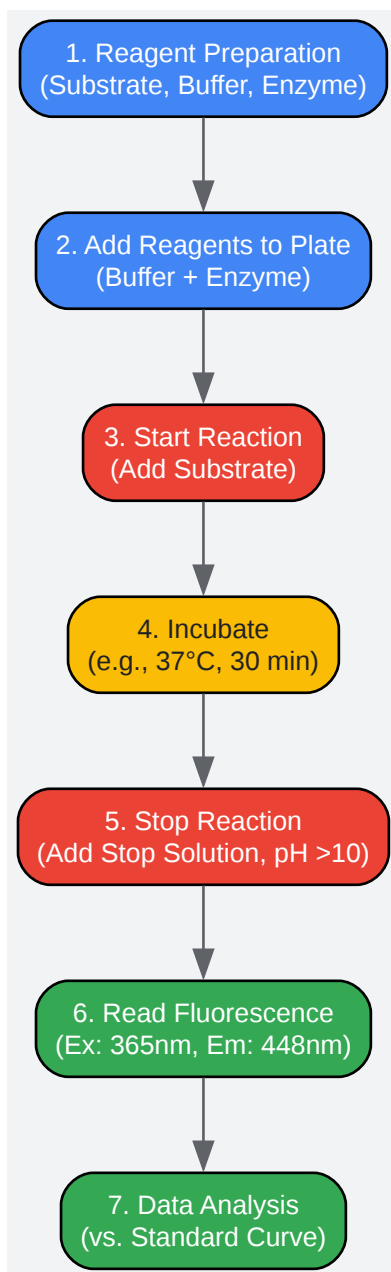 1. Reagent Preparation
(Substrate, Buffer, Enzyme)
2. Add Reagents to Plate
(Buffer + Enzyme)
3. Start Reaction
(Add Substrate)
4. Incubate
(e.g., 37°C, 30 min)
5. Stop Reaction
(Add Stop Solution, pH >10)
6. Read Fluorescence
(Ex: 365nm, Em: 448nm)
7. Data Analysis
(vs. Standard Curve)